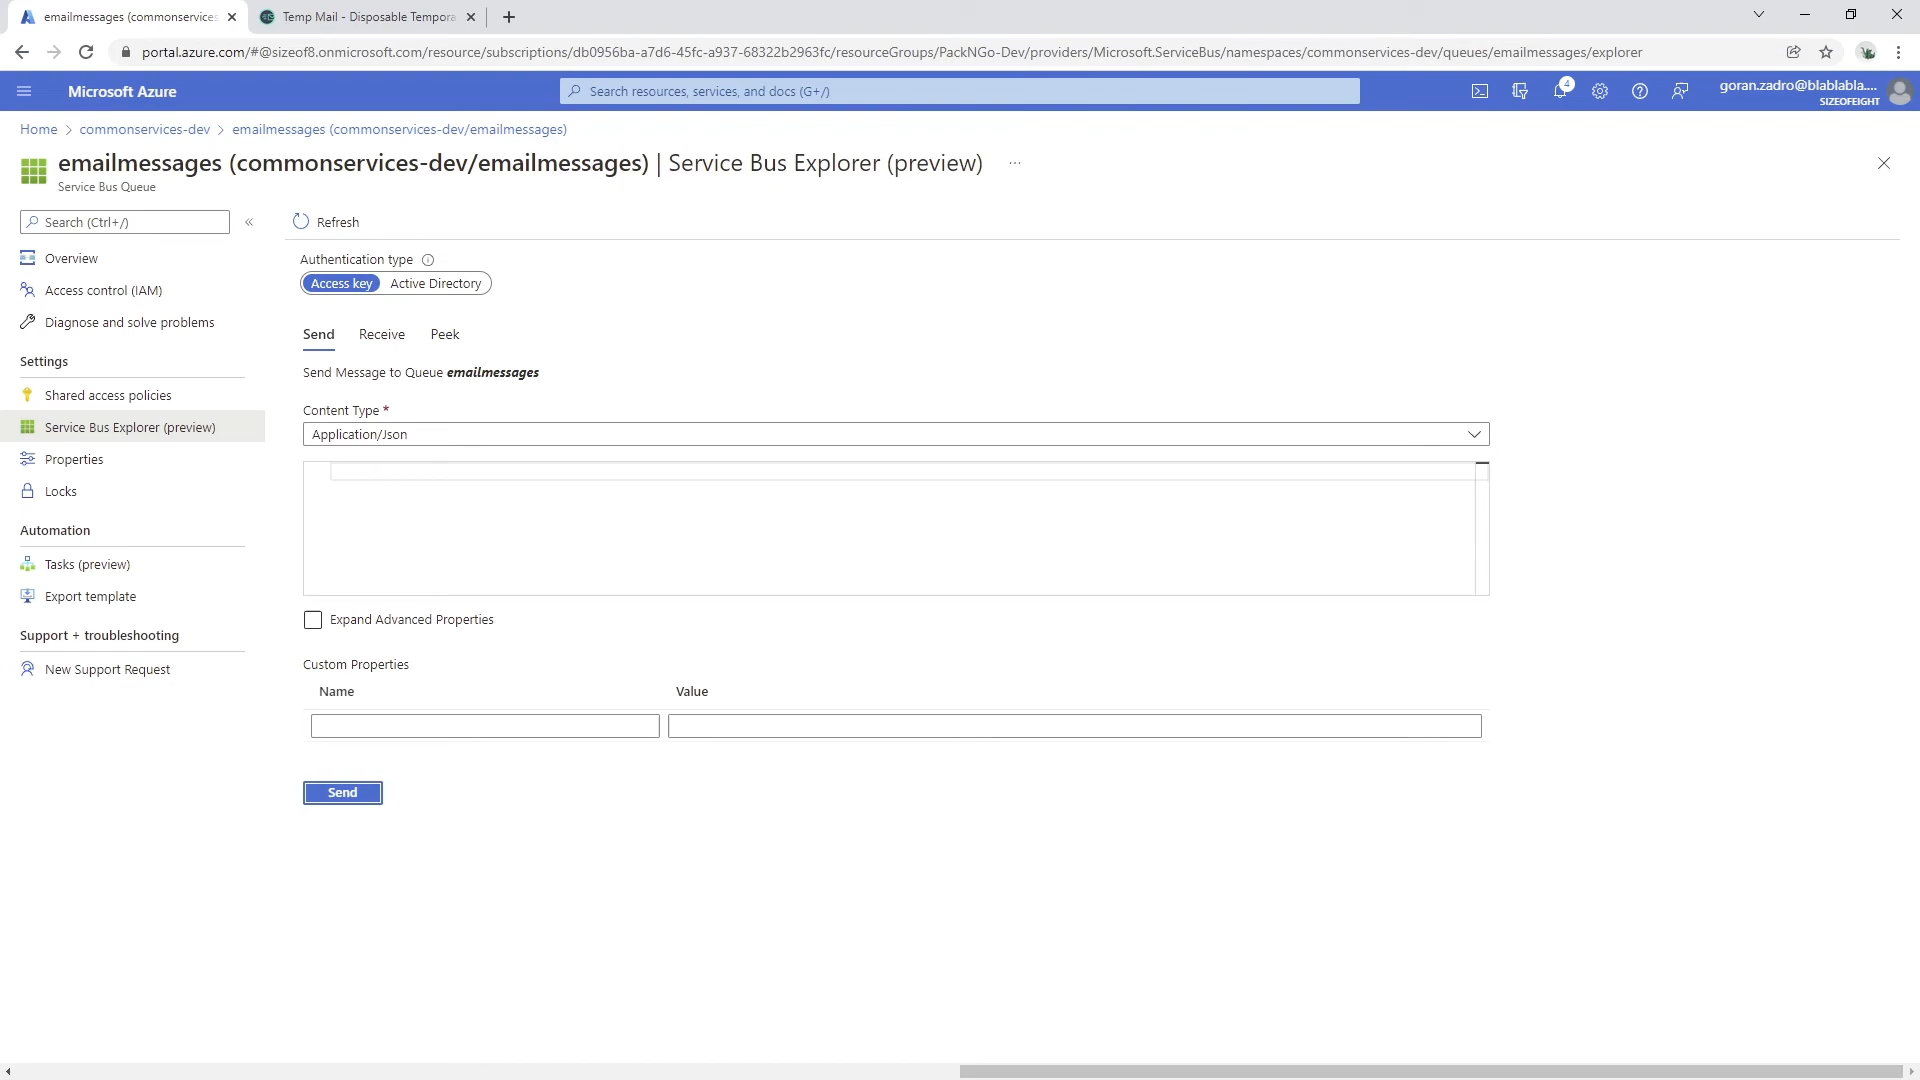 emailmessages (commonservices
Temp Mail - Disposable Tempora
portal.azure.com/#@sizeof8.onmicrosoft.com/resource/subscriptions/db0956ba-a7d6-45fc-a937-68322b2963fc/resourceGroups/PackNGo-Dev/providers/Microsoft.ServiceBus/namespaces/commonservices-dev/queues/emailmessages/explorer
Microsoft Azure
Search resources, services, and docs (G+/)
4
goran.zadro@blablabla....
SIZEOFEIGHT
Home > commonservices-dev > emailmessages (commonservices-dev/emailmessages)
emailmessages (commonservices-dev/emailmessages) | Service Bus Explorer (preview) ...
Service Bus Queue
Search (Ctrl+/)
«
Refresh
Overview
Access control (IAM)
Diagnose and solve problems
Settings
Shared access policies
Service Bus Explorer (preview)
Properties
Locks
Automation
Tasks (preview)
Export template
Support + troubleshooting
New Support Request
Authentication type
Access key Active Directory
Send Receive Peek
Send Message to Queue emailmessages
Content Type *
Application/Json
Expand Advanced Properties
Custom Properties
Name Value
Send